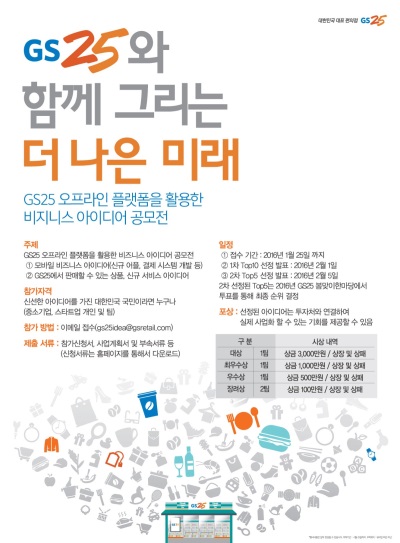 대한민국 대표 편의점 GS25
GS25와
함께 그리는
더 나은 미래
GS25 오프라인 플랫폼을 활용한
비지니스 아이디어 공모전
주제
GS25 오프라인 플랫폼을 활용한 비즈니스 아이디어 공모전
① 모바일 비즈니스 아이디어(신규 어플, 결제 시스템 개발 등)
② GS25에서 판매할 수 있는 상품, 신규 서비스 아이디어
참가자격
신선한 아이디어를 가진 대한민국 국민이라면 누구나
(중소기업, 스타트업 개인 및 팀)
참가 방법 : 이메일 접수(gs25idea@gsretail.com)
제출 서류 : 참가신청서, 사업계획서 및 부속서류 등
(신청서류는 홈페이지를 통해서 다운로드)
일정
① 접수 기간 : 2016년 1월 25일 까지
② 1차 Top10 선정 발표 : 2016년 2월 1일
③ 2차 Top5 선정 발표 : 2016년 2월 5일
2차 선정된 Top5는 2016년 GS25 봄맞이한마당에서
투표를 통해 최종 순위 결정
포상 : 선정된 아이디어는 투자처와 연결하여
실제 사업화 할 수 있는 기회를 제공할 수 있음
구 분 시상 내역
대상 1팀 상금 3,000만원 / 상장 및 상패
최우수상 1팀 상금 1,000만원 / 상장 및 상패
우수상 1팀 상금 500만원 / 상장 및 상패
장려상 2팀 상금 100만원 / 상장 및 상패
GS25